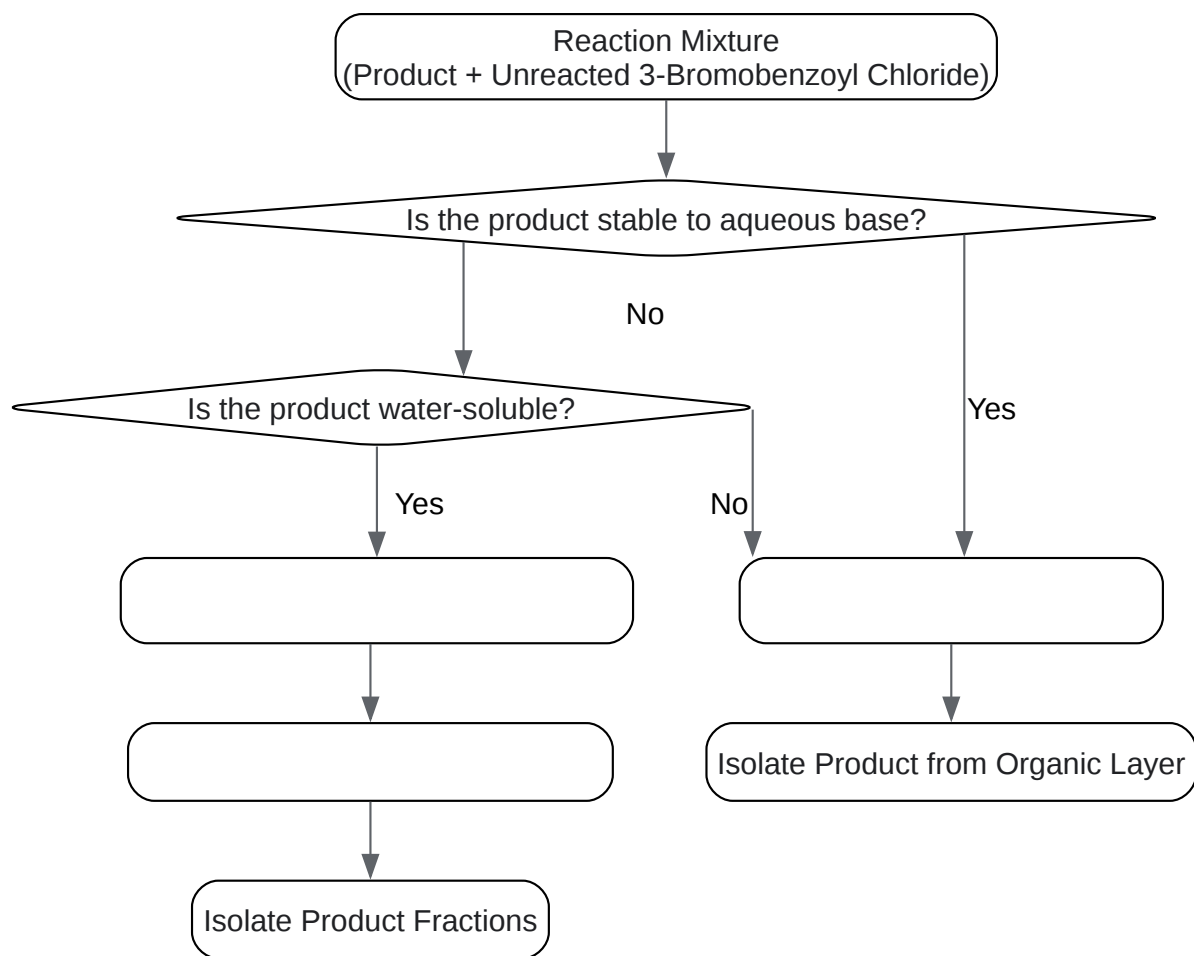 Reaction Mixture
(Product + Unreacted 3-Bromobenzoyl Chloride)
Is the product stable to aqueous base?
No
Is the product water-soluble?
Yes
Yes
No
Isolate Product from Organic Layer
Isolate Product Fractions